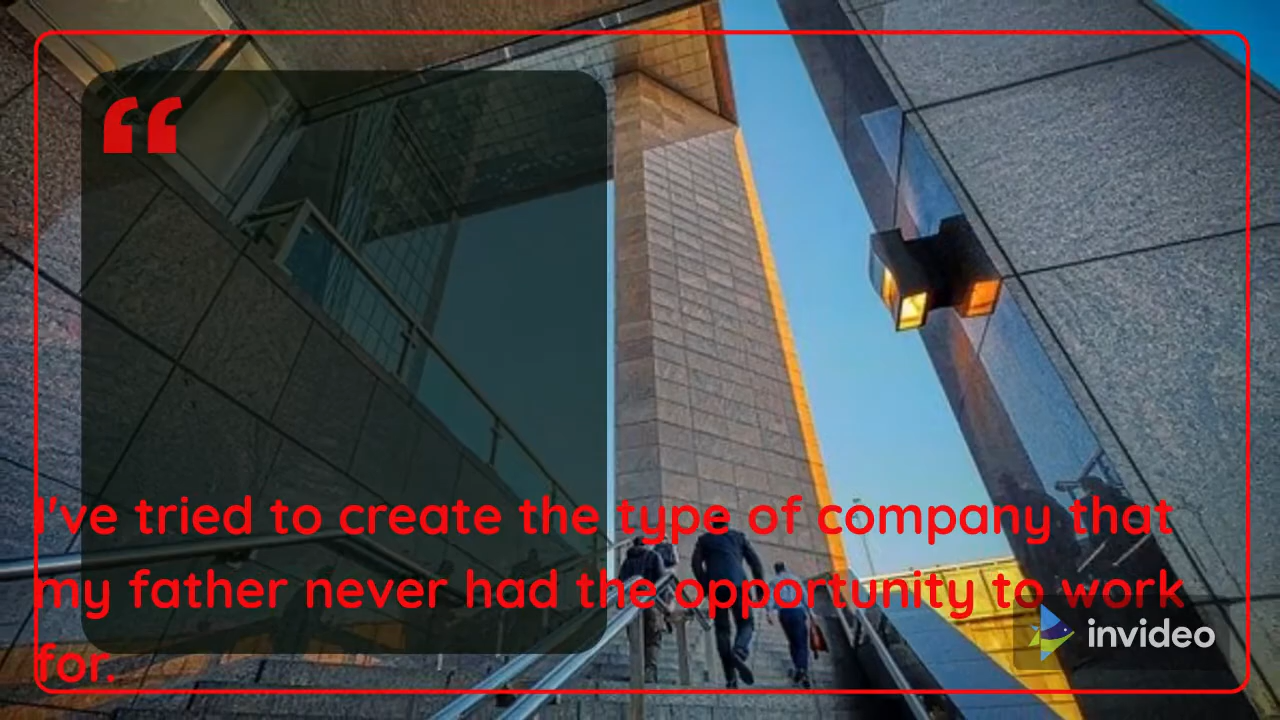 “
I've tried to create the type of company that
my father never had the opportunity to work
for.
invideo